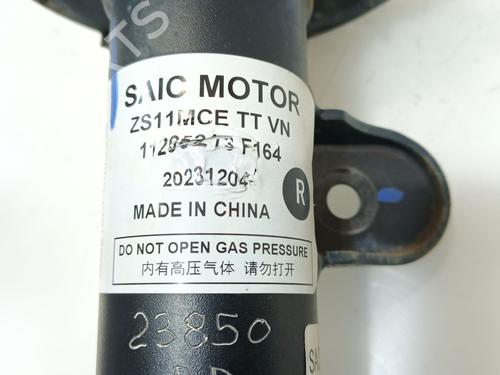 SAIC MOTOR
ZS11MCE TT VN
F164
20231204
MADE IN CHINA
R
DO NOT OPEN GAS PRESSURE
内有高压气体 请勿打开
23850